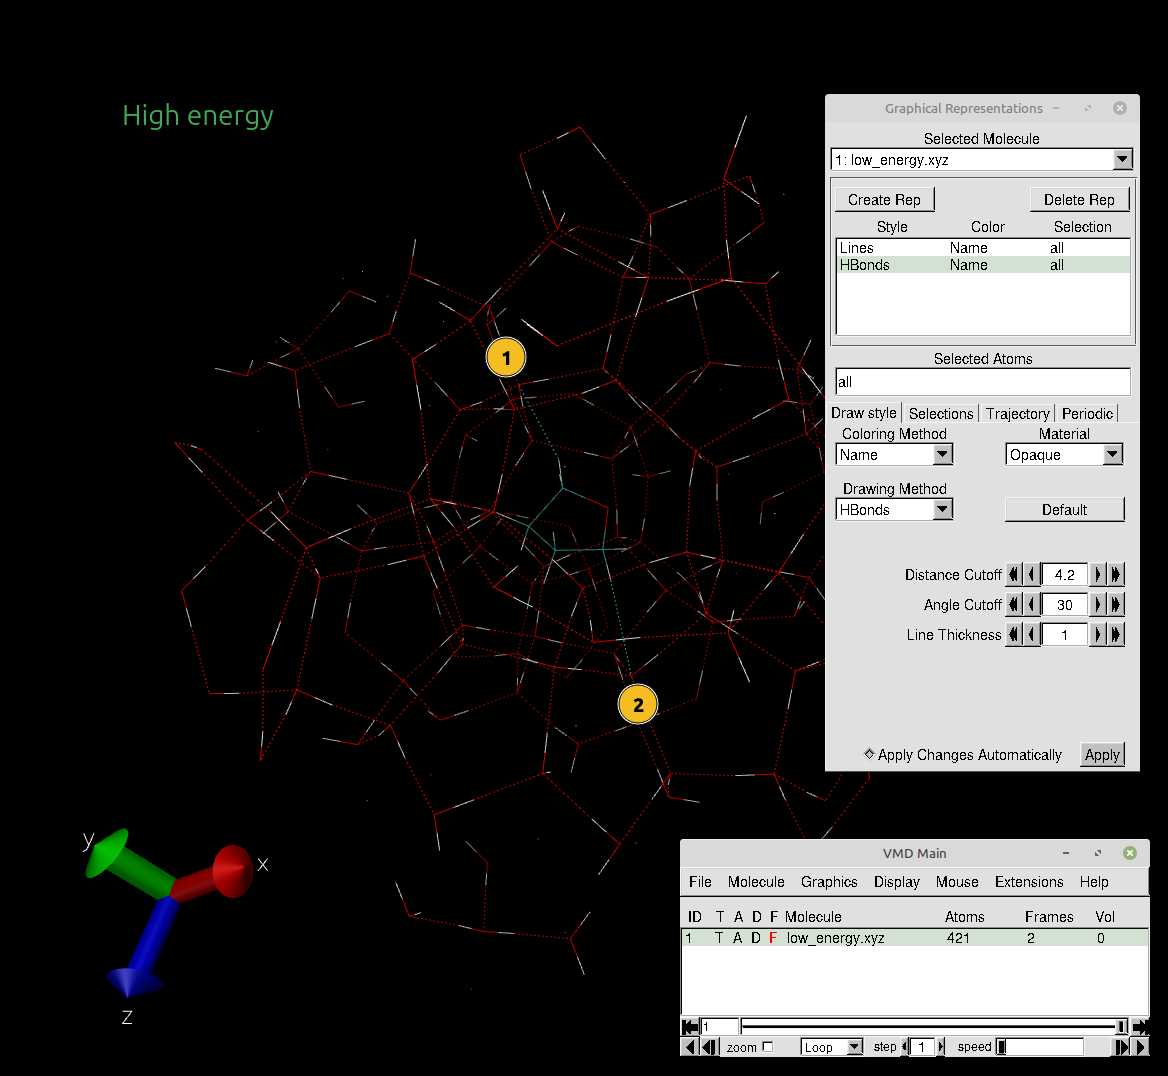 High energy
Graphical Representations
Selected Molecule
1: low_energy.xyz
Create Rep Delete Rep
Style Color Selection
Lines Name all
HBonds Name all
Selected Atoms
all
Draw style Selections Trajectory Periodic
Coloring Method Material
Name Opaque
Drawing Method
HBonds Default
Distance Cutoff 4.2
Angle Cutoff 30
Line Thickness 1
Apply Changes Automatically Apply
1
2
y
x
z
VMD Main
File Molecule Graphics Display Mouse Extensions Help
ID T A D F Molecule Atoms Frames Vol
1 T A D F low_energy.xyz 421 2 0
1
zoom Loop step 1 speed